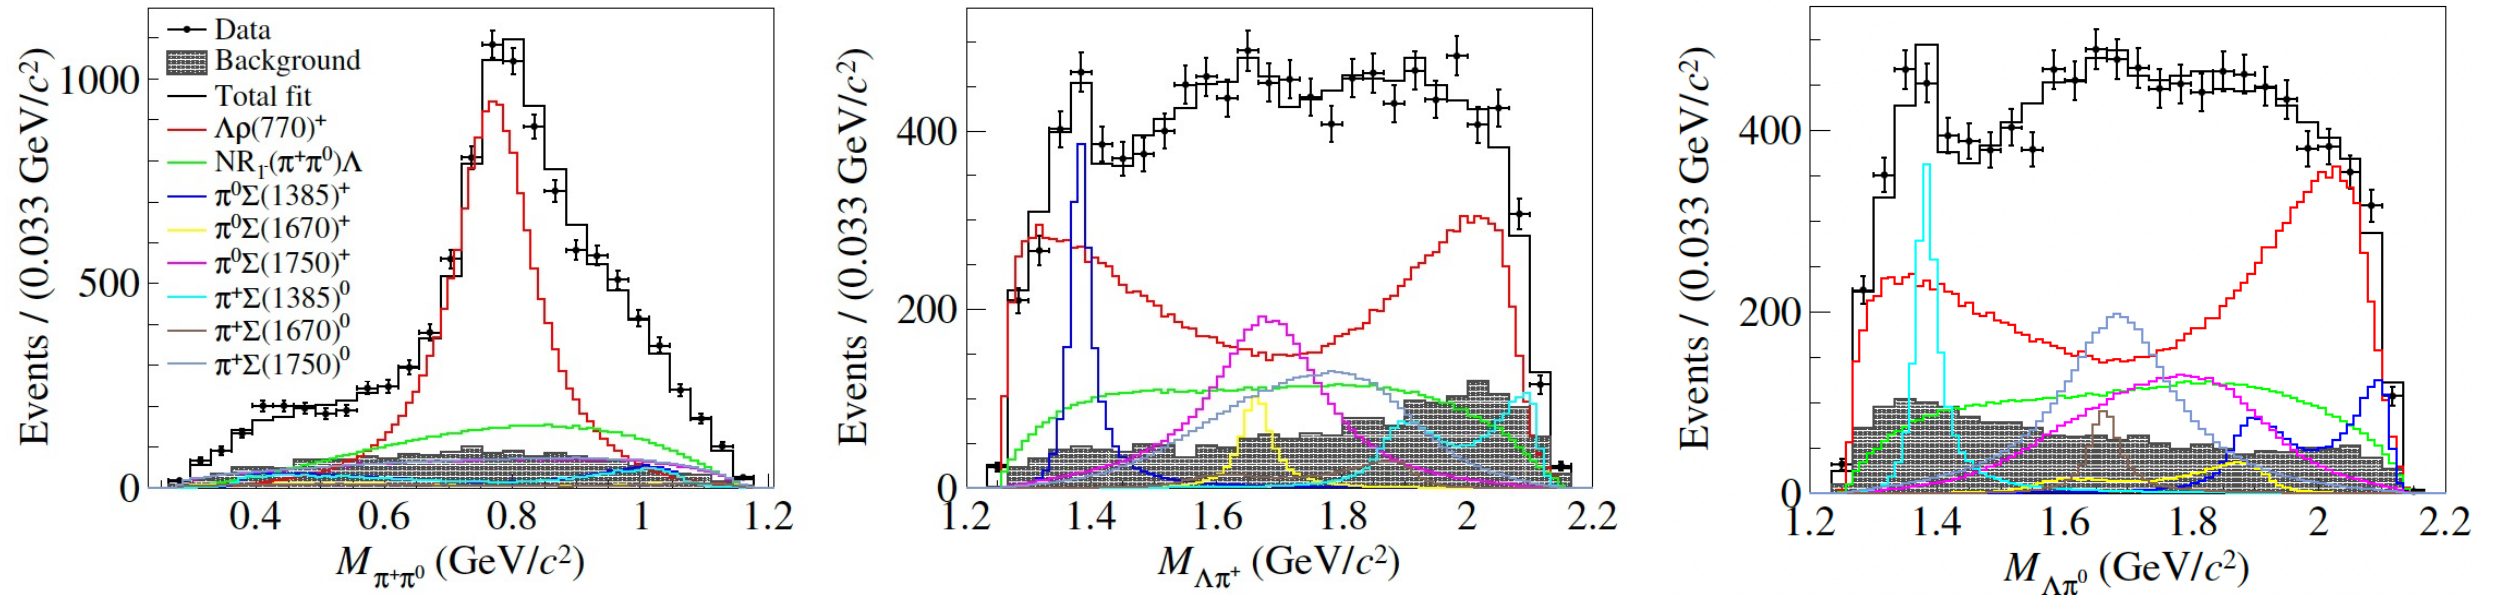 Events / (0.033 GeV/c²)
1000
500
0
0.4 0.6 0.8 1 1.2
M π⁺π⁰ (GeV/c²)
Data
Background
Total fit
Λρ(770)⁺
NR₁-(π⁺π⁰)Λ
π⁰Σ(1385)⁺
π⁰Σ(1670)⁺
π⁰Σ(1750)⁺
π⁺Σ(1385)⁰
π⁺Σ(1670)⁰
π⁺Σ(1750)⁰
Events / (0.033 GeV/c²)
400
200
0
1.2 1.4 1.6 1.8 2 2.2
M Λπ⁺ (GeV/c²)
Events / (0.033 GeV/c²)
400
200
0
1.2 1.4 1.6 1.8 2 2.2
M Λπ⁰ (GeV/c²)